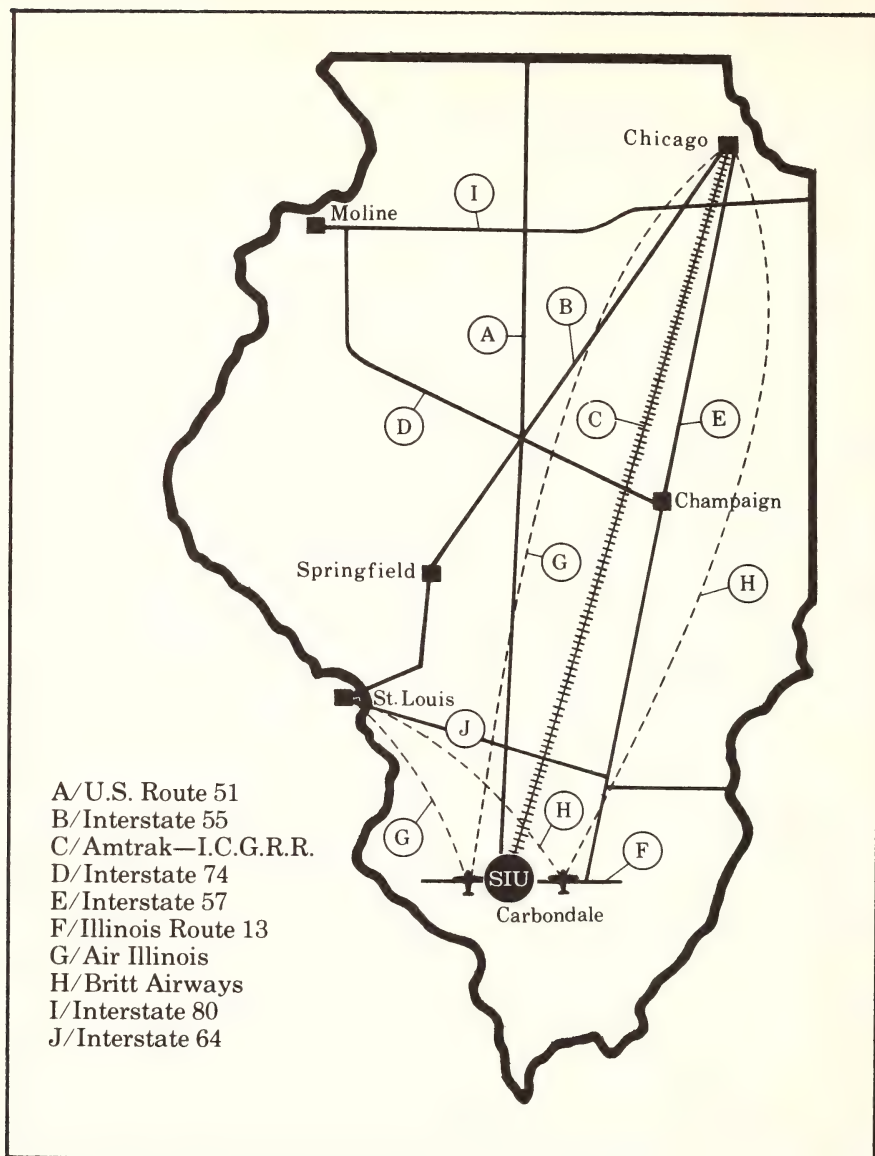 Chicago
I
Moline
B
A
C
E
D
Champaign
G
Springfield
H
St. Louis
J
A/U.S. Route 51
B/Interstate 55
C/Amtrak—I.C.G.R.R.
D/Interstate 74
E/Interstate 57
F/Illinois Route 13
G/Air Illinois
H/Britt Airways
I/Interstate 80
J/Interstate 64
G
H
F
SIU
Carbondale